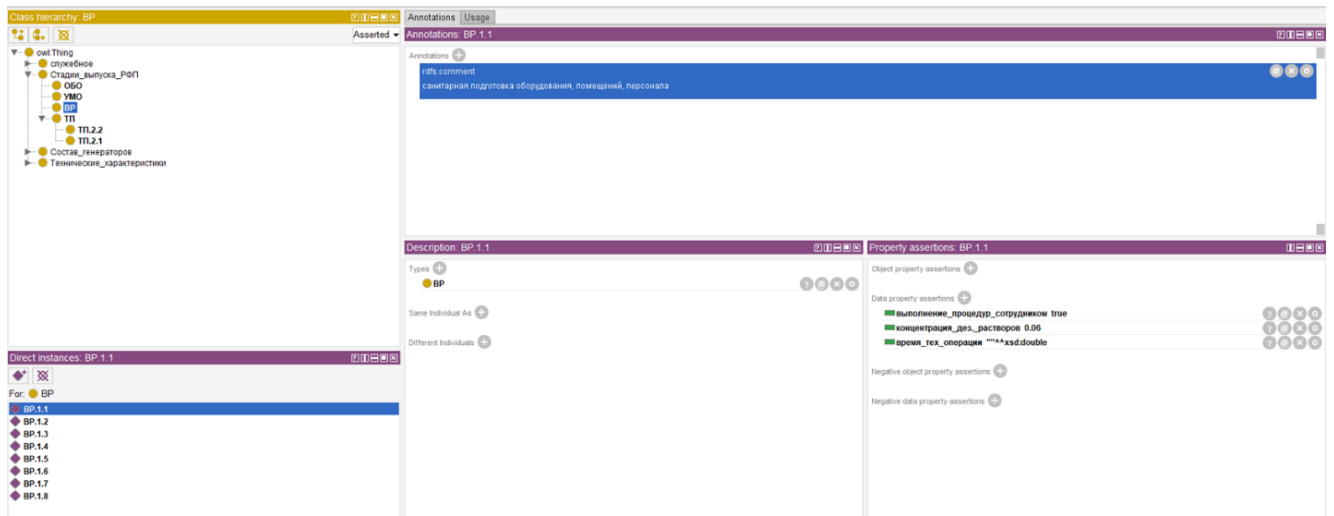 Class hierarchy: ВР
Asserted
owl:Thing
служебное
Стадии_выпуска_РФП
ОБО
УМО
ВР
ТП
ТП.2.2
ТП.2.1
Состав_генераторов
Технические_характеристики
Direct instances: ВР.1.1
For: ВР
ВР.1.1
ВР.1.2
ВР.1.3
ВР.1.4
ВР.1.5
ВР.1.6
ВР.1.7
ВР.1.8
Annotations Usage
Annotations: ВР.1.1
Annotations
rdfs:comment
санитарная подготовка оборудования, помещений, персонала
Description: ВР.1.1
Types
ВР
Same Individual As
Different Individuals
Property assertions: ВР.1.1
Object property assertions
Data property assertions
выполнение_процедур_сотрудником true
концентрация_дез._растворов 0.06
время_тех_операции ""^^xsd:double
Negative object property assertions
Negative data property assertions